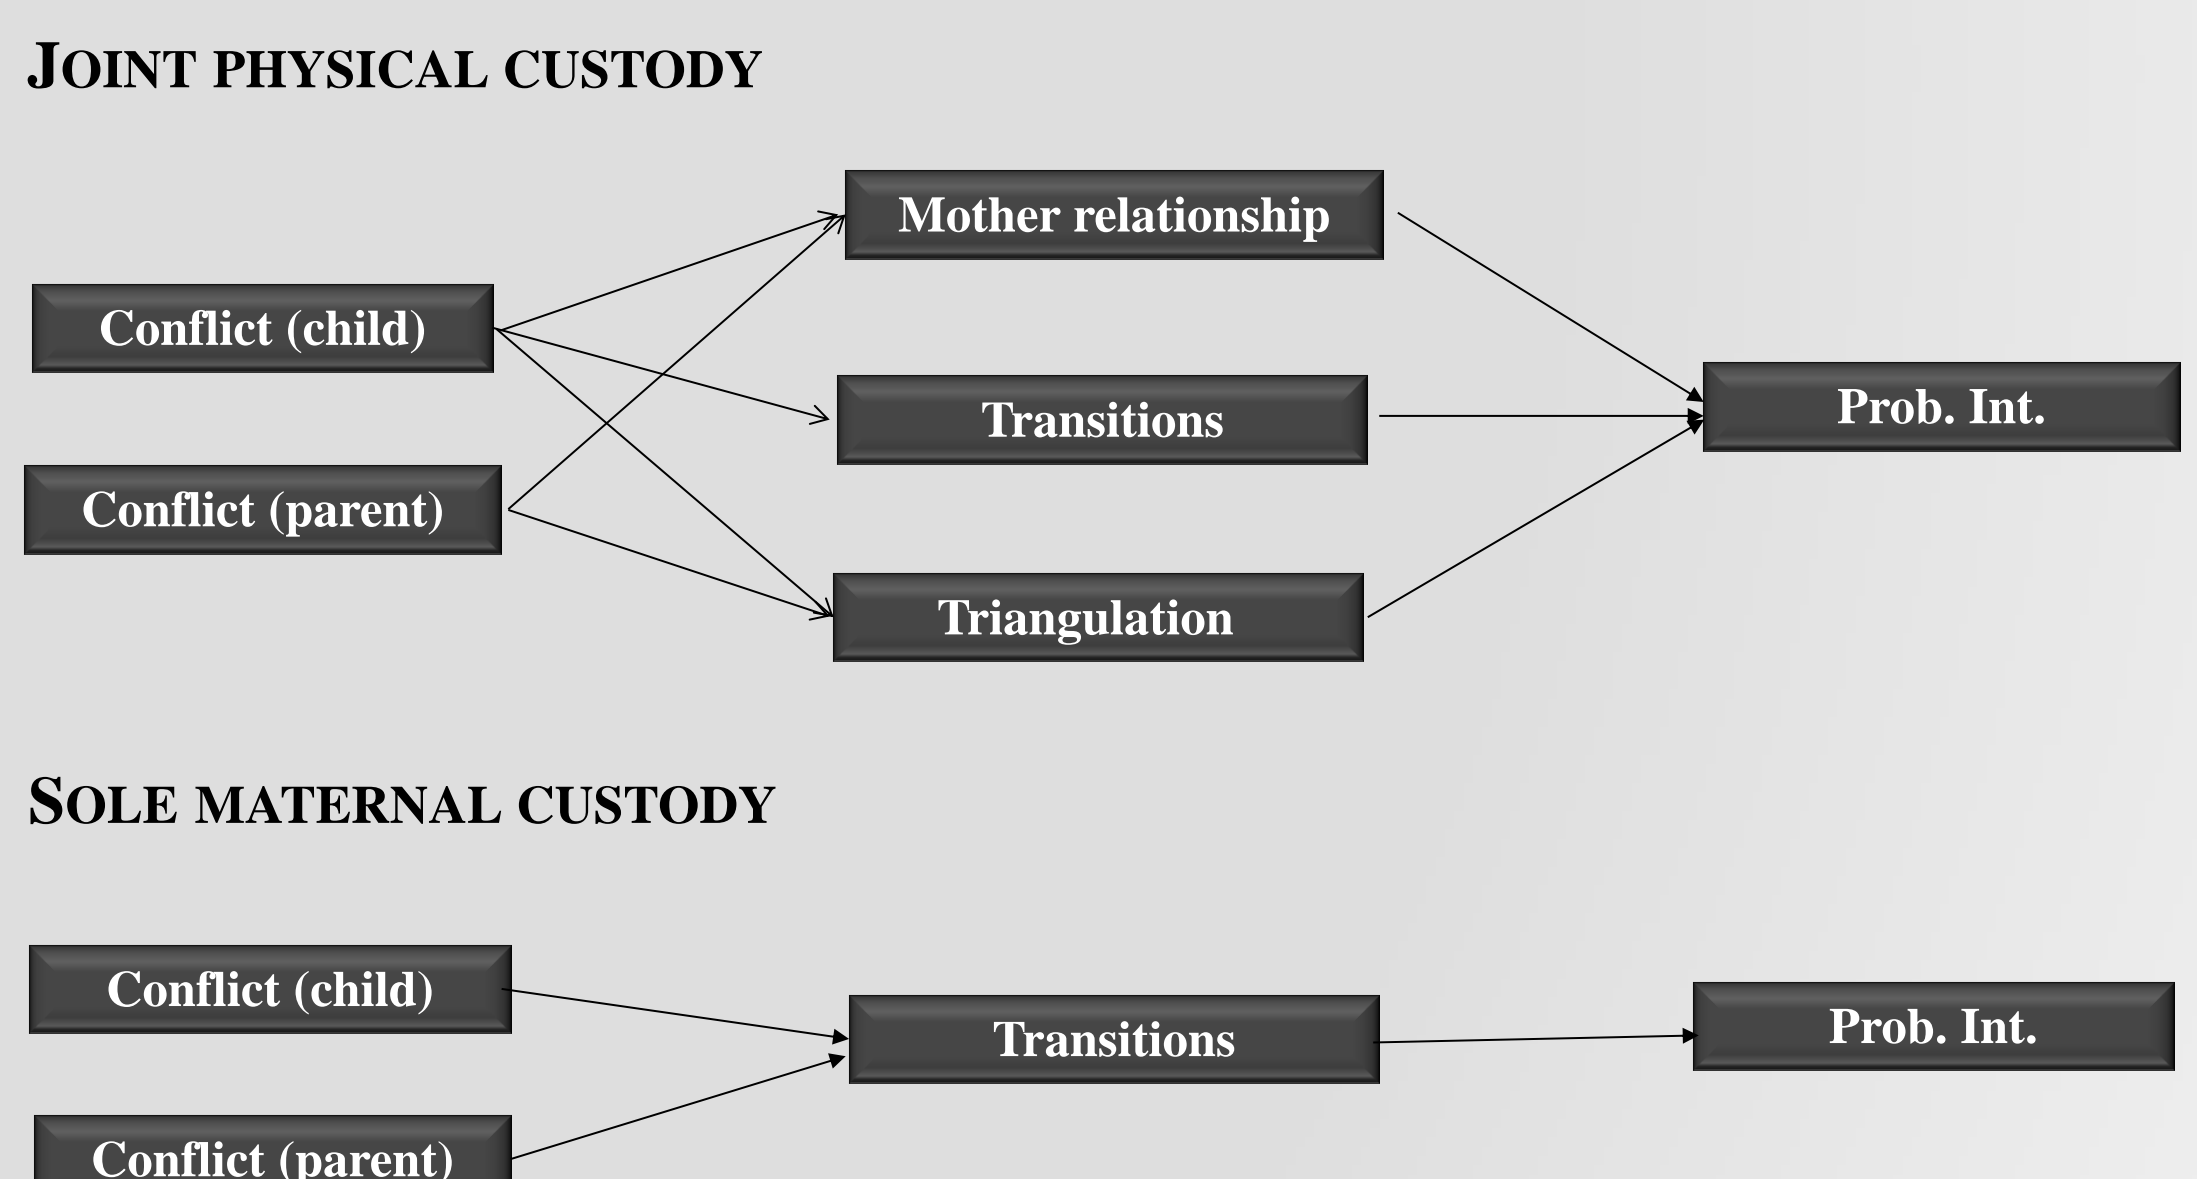 JOINT PHYSICAL CUSTODY
Mother relationship
Conflict (child)
Transitions
Prob. Int.
Conflict (parent)
Triangulation
SOLE MATERNAL CUSTODY
Conflict (child)
Transitions
Prob. Int.
Conflict (parent)